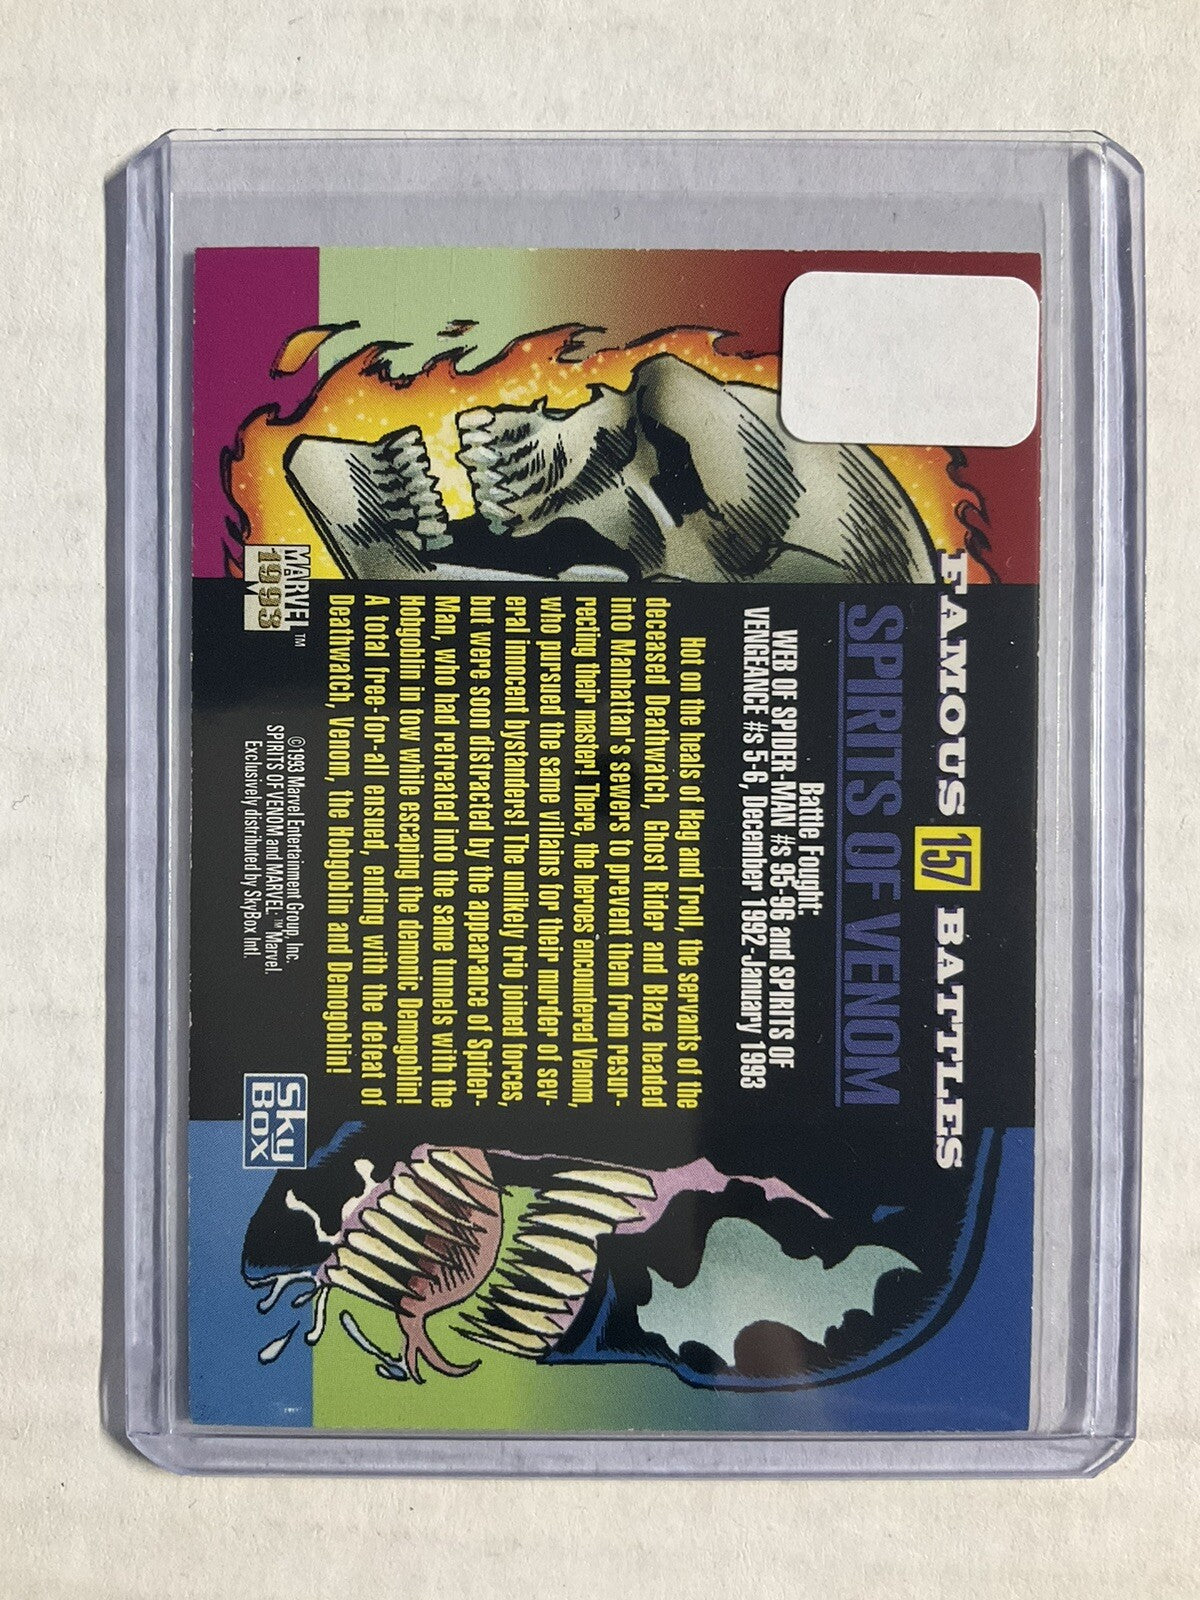 FAMOUS 157 BATTLES
SPIRITS OF VENOM
Battle Fought:
WEB OF SPIDER-MAN #s 95-96 and SPIRITS OF
VENGEANCE #s 5-6, December 1992-January 1993
Hot on the heals of Hag and Troll, the servants of the
deceased Deathwatch, Ghost Rider and Blaze headed
into Manhattan's sewers to prevent them from resur-
recting their master! There, the heroes encountered Venom,
who pursued the same villains for their murder of sev-
eral innocent bystanders! The unlikely trio joined forces,
but were soon distracted by the appearance of Spider-
Man, who had retreated into the same tunnels with the
Hobgoblin in tow while escaping the demonic Demogoblin!
A total free-for-all ensued, ending with the defeat of
Deathwatch, Venom, the Hobgoblin and Demogoblin!
MARVEL™
1993
©1993 Marvel Entertainment Group, Inc.
SPIRITS OF VENOM and MARVEL:™ Marvel.
Exclusively distributed by SkyBox Intl.
Sky
BOX